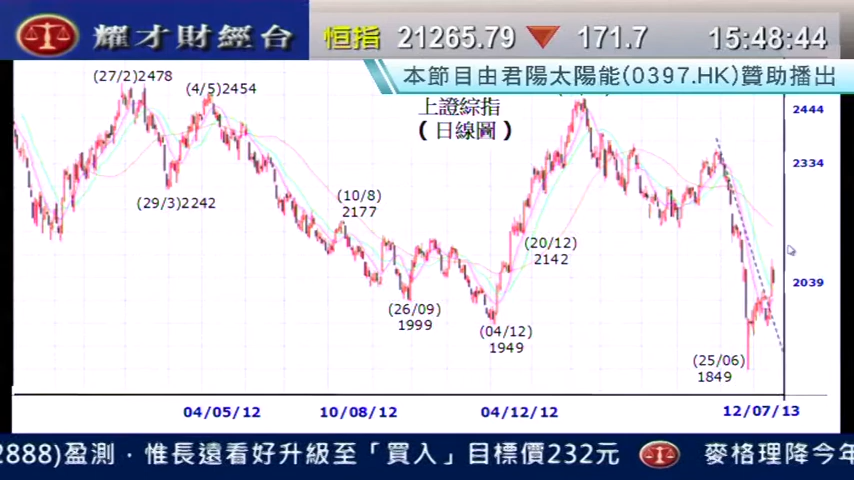 耀才財經台
恒指 21265.79 171.7 15:48:44
本節目由君陽太陽能(0397.HK)贊助播出
(27/2)2478
(4/5)2454
上證綜指
(日線圖)
2444
2334
(29/3)2242
(10/8)
2177
(20/12)
2142
2039
(26/09)
1999
(04/12)
1949
(25/06)
1849
04/05/12 10/08/12 04/12/12 12/07/13
2888)盈測．惟長遠看好升級至「買入」目標價232元 麥格理降今年